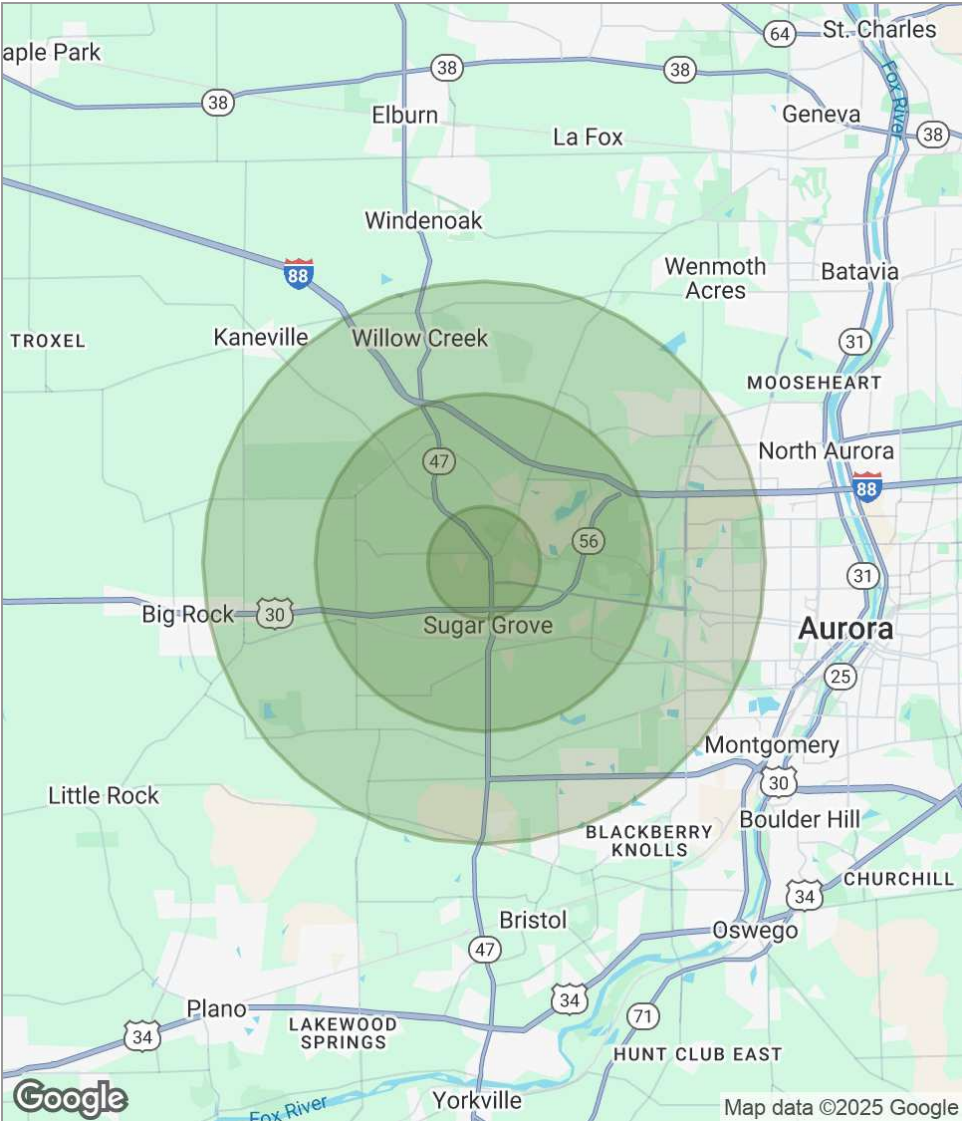 64
St. Charles
aple Park
38
38
38
Elburn
Geneva
Fox River
38
La Fox
Windenoak
88
Wenmoth
Acres
Batavia
TROXEL
Kaneville
Willow Creek
31
MOOSEHEART
47
North Aurora
88
56
31
Big Rock
30
Sugar Grove
Aurora
25
Montgomery
30
Little Rock
Boulder Hill
BLACKBERRY
KNOLLS
CHURCHILL
34
Bristol
Oswego
47
34
Plano
71
LAKEWOOD
SPRINGS
34
HUNT CLUB EAST
Google
Fox River
Yorkville
Map data ©2025 Google